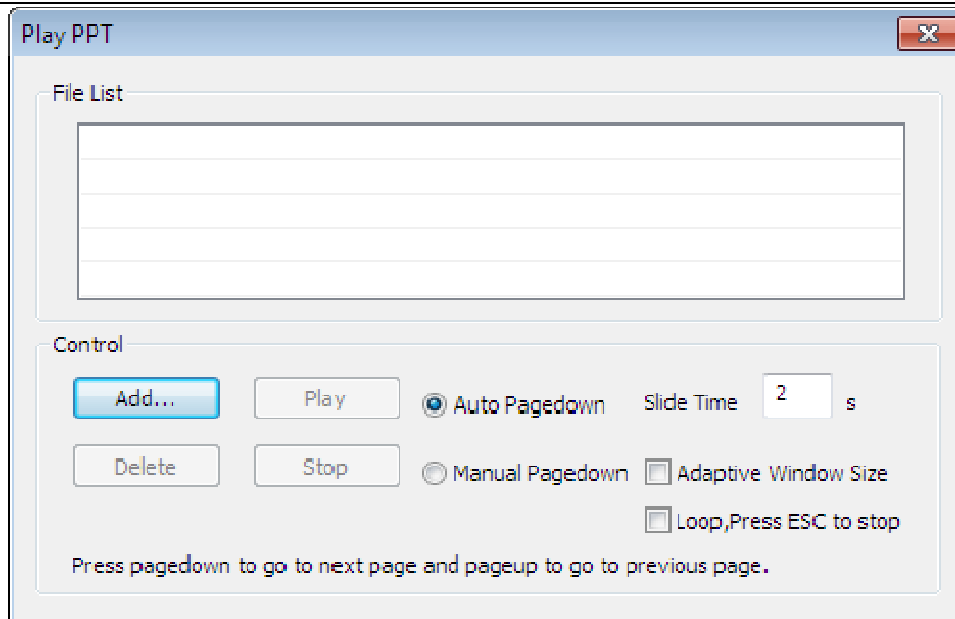 Play PPT
File List
Control
Add...
Play
Auto Pagedown
Slide Time
2
s
Delete
Stop
Manual Pagedown
Adaptive Window Size
Loop,Press ESC to stop
Press pagedown to go to next page and pageup to go to previous page.